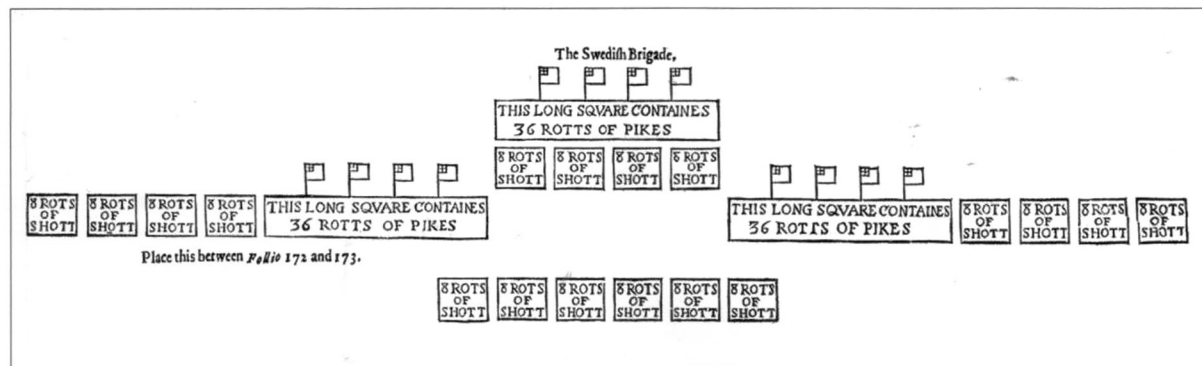 The Swediſh Brigade,
THIS LONG SQVARE CONTAINES
36 ROTTS OF PIKES
8 ROTS
OF
SHOTT
8 ROTS
OF
SHOTT
8 ROTS
OF
SHOTT
8 ROTS
OF
SHOTT
8 ROTS
OF
SHOTT
8 ROTS
OF
SHOTT
8 ROTS
OF
SHOTT
8 ROTS
OF
SHOTT
THIS LONG SQVARE CONTAINES
36 ROTTS OF PIKES
THIS LONG SQVARE CONTAINES
36 ROTTS OF PIKES
8 ROTS
OF
SHOTT
8 ROTS
OF
SHOTT
8 ROTS
OF
SHOTT
8 ROTS
OF
SHOTT
Place this between Follio 172 and 173.
8 ROTS
OF
SHOTT
8 ROTS
OF
SHOTT
8 ROTS
OF
SHOTT
8 ROTS
OF
SHOTT
8 ROTS
OF
SHOTT
8 ROTS
OF
SHOTT